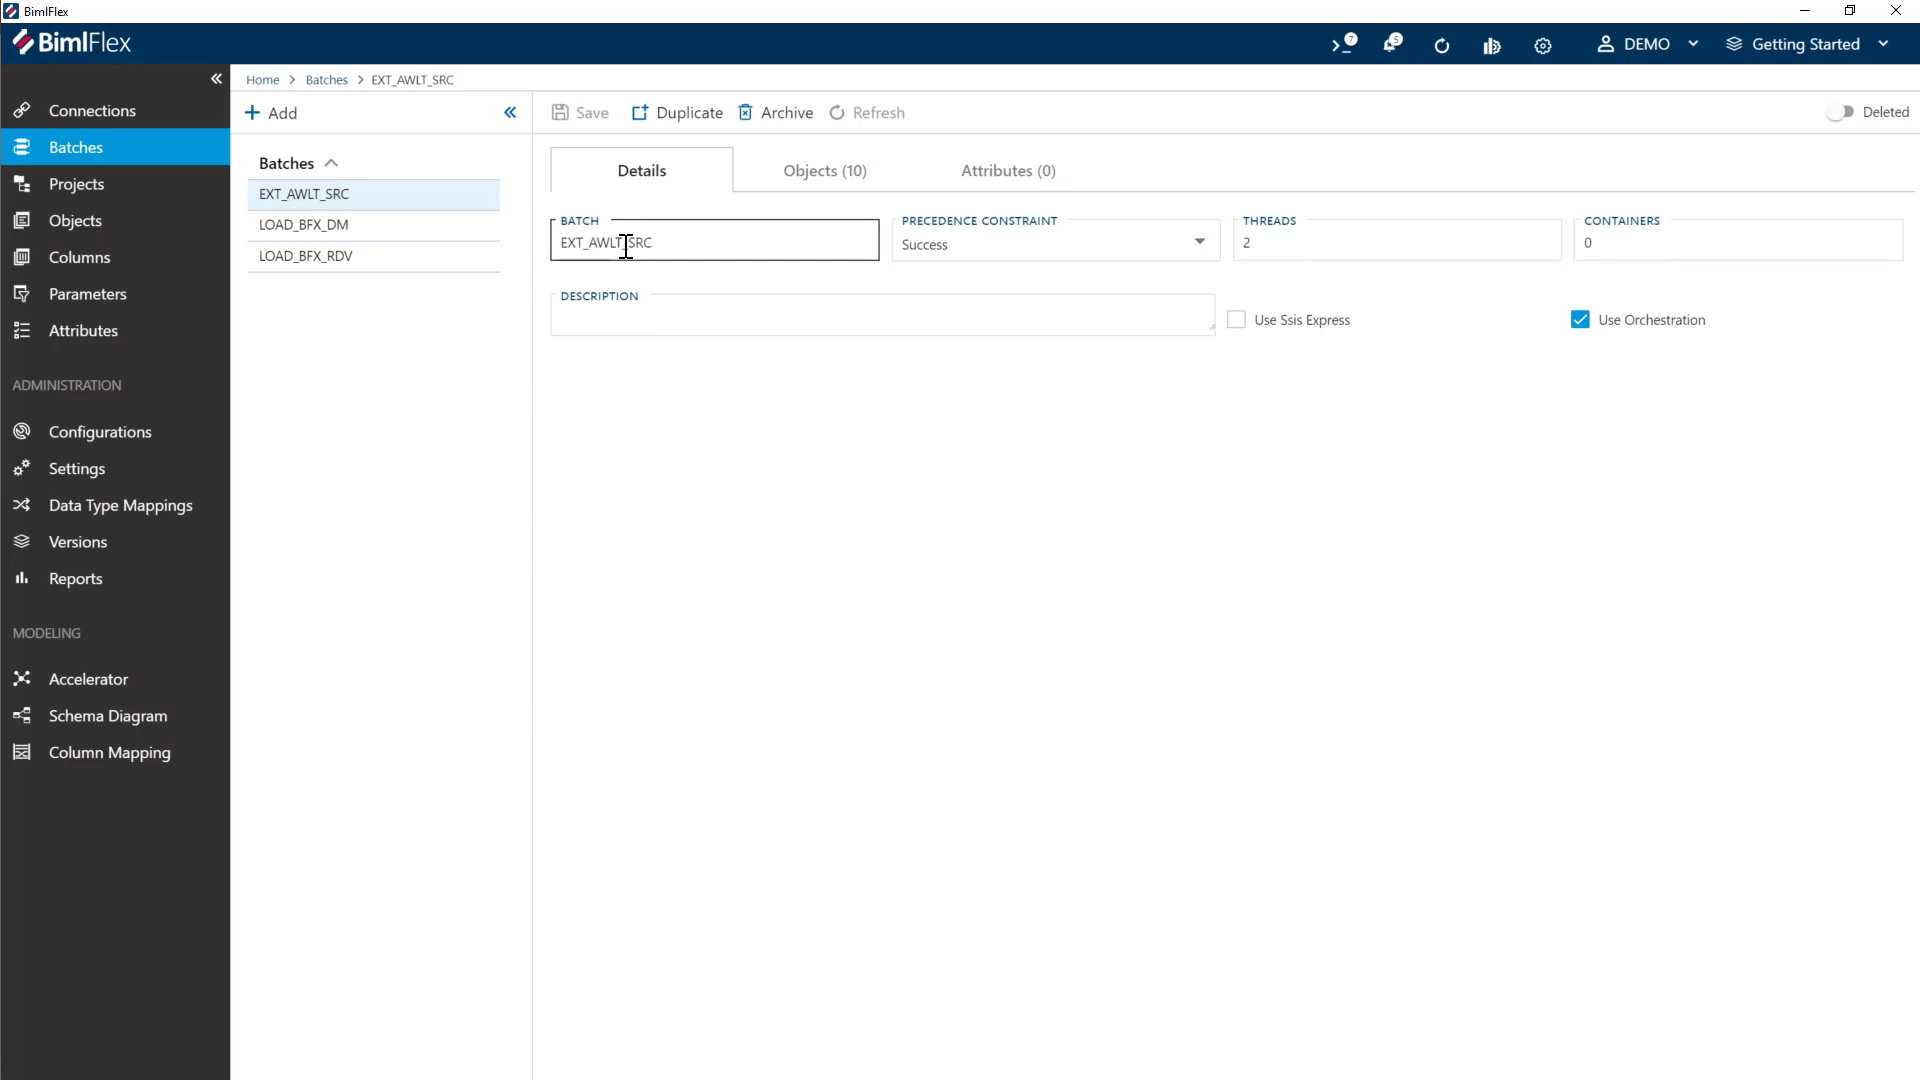 BimlFlex
BimlFlex
7
5
DEMO
Getting Started
Home > Batches > EXT_AWLT_SRC
Connections
Batches
Projects
Objects
Columns
Parameters
Attributes
ADMINISTRATION
Configurations
Settings
Data Type Mappings
Versions
Reports
MODELING
Accelerator
Schema Diagram
Column Mapping
Add
Batches
EXT_AWLT_SRC
LOAD_BFX_DM
LOAD_BFX_RDV
Save Duplicate Archive Refresh Deleted
Details Objects (10) Attributes (0)
BATCH
EXT_AWLT_SRC
PRECEDENCE CONSTRAINT
Success
THREADS
2
CONTAINERS
0
DESCRIPTION
Use Ssis Express
Use Orchestration